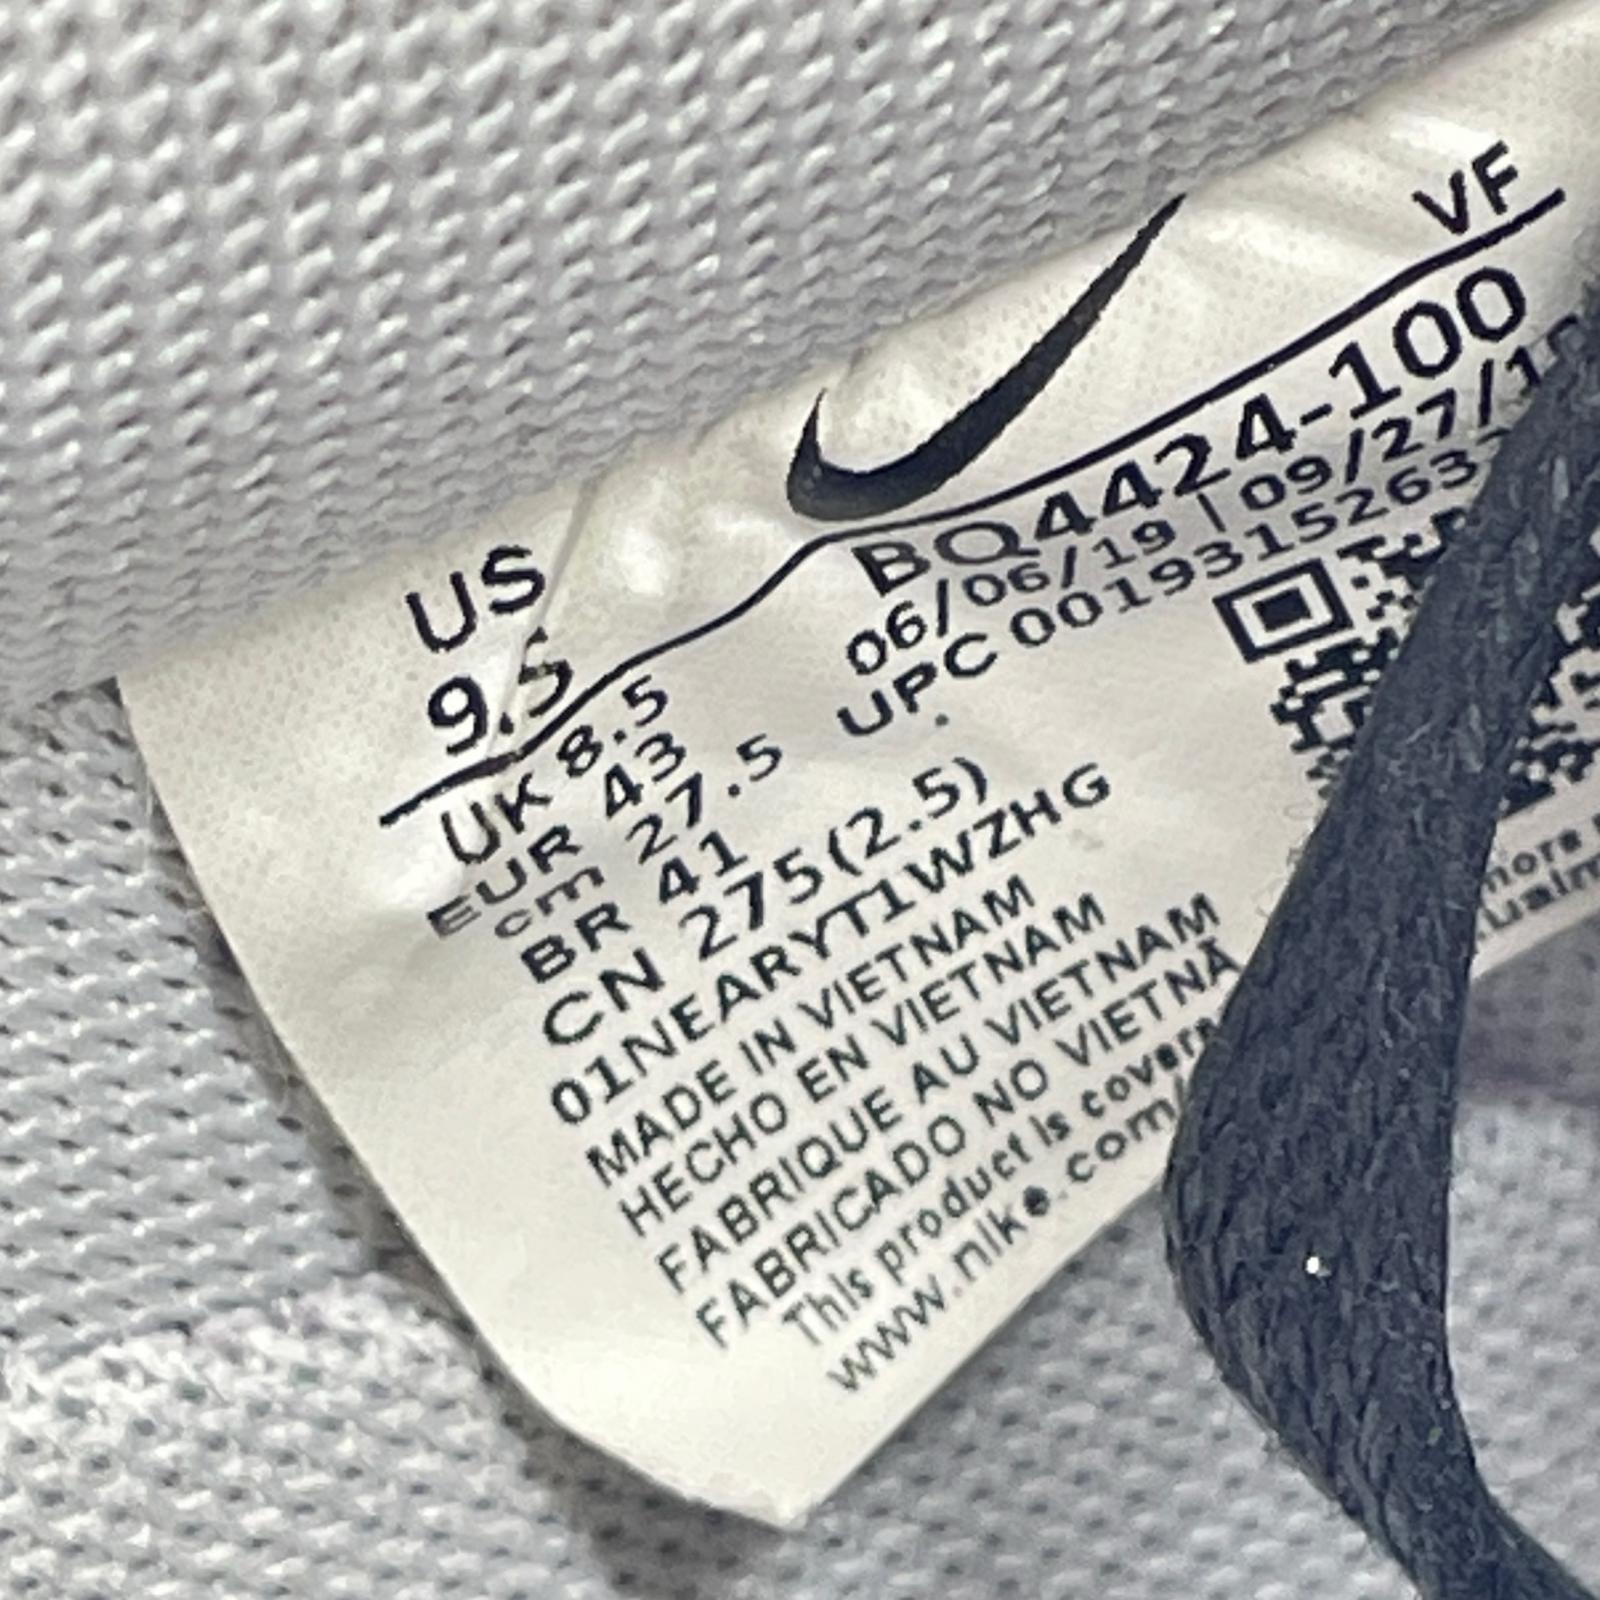 VF
US
9.5
UK 8.5
EUR 43
cm 27.5
BR 41
CN 275(2.5)
01NEARYT1WZHG
MADE IN VIETNAM
HECHO EN VIETNAM
FABRIQUE AU VIETNAM
FABRICADO NO VIETNÃ
This product is
www.nike.com/
BQ4424-100
06/06/19 | 09/27/
UPC 0019315263
more